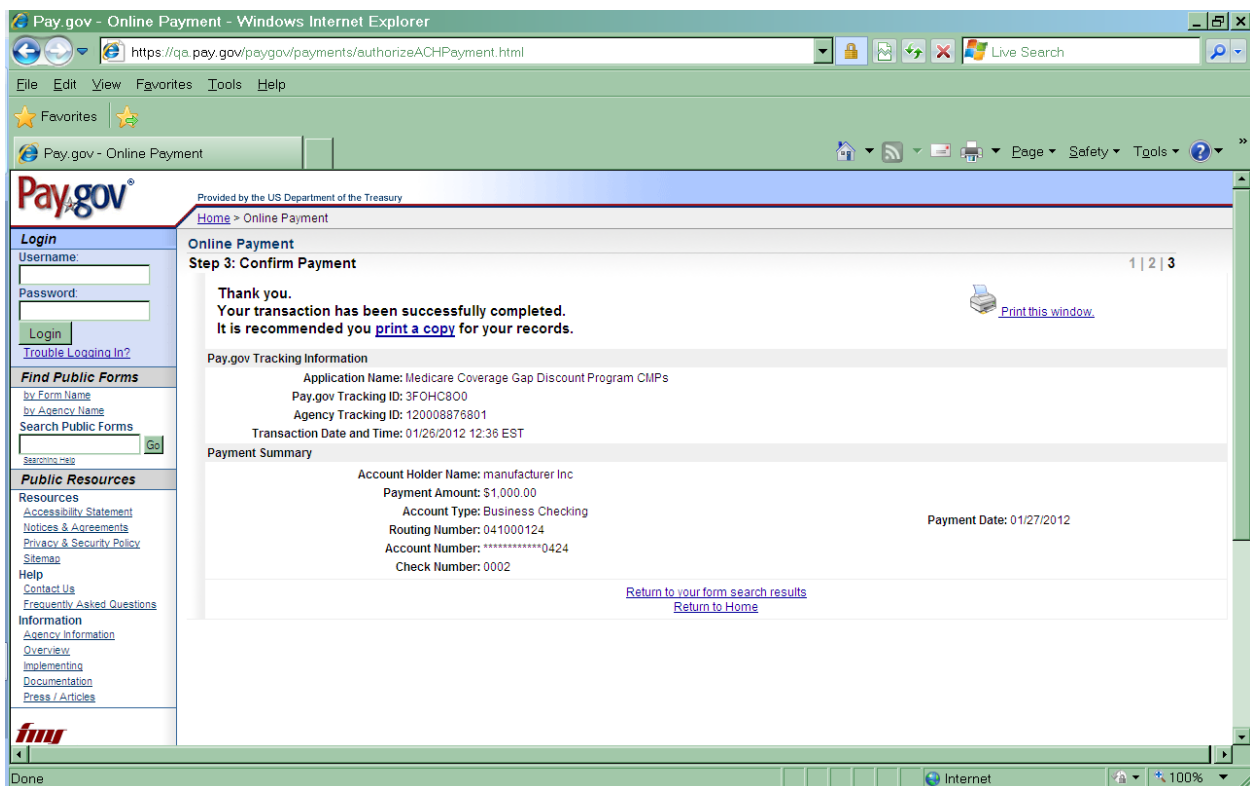 Pay.gov - Online Payment - Windows Internet Explorer
https://qa.pay.gov/paygov/payments/authorizeACHPayment.html
Live Search
File Edit View Favorites Tools Help
Favorites
Pay.gov - Online Payment
Page Safety Tools
Pay.gov®
Provided by the US Department of the Treasury
Home > Online Payment
Login
Username:
Password:
Login
Trouble Logging In?
Find Public Forms
by Form Name
by Agency Name
Search Public Forms
Go
Searching Help
Public Resources
Resources
Accessibility Statement
Notices & Agreements
Privacy & Security Policy
Sitemap
Help
Contact Us
Frequently Asked Questions
Information
Agency Information
Overview
Implementing
Documentation
Press / Articles
Online Payment
Step 3: Confirm Payment 1 | 2 | 3
Thank you.
Your transaction has been successfully completed.
It is recommended you print a copy for your records.
Print this window.
Pay.gov Tracking Information
Application Name: Medicare Coverage Gap Discount Program CMPs
Pay.gov Tracking ID: 3FOHC8O0
Agency Tracking ID: 120008876801
Transaction Date and Time: 01/26/2012 12:36 EST
Payment Summary
Account Holder Name: manufacturer Inc
Payment Amount: $1,000.00
Account Type: Business Checking
Routing Number: 041000124
Account Number: ************0424
Check Number: 0002
Payment Date: 01/27/2012
Return to your form search results
Return to Home
Done
Internet
100%